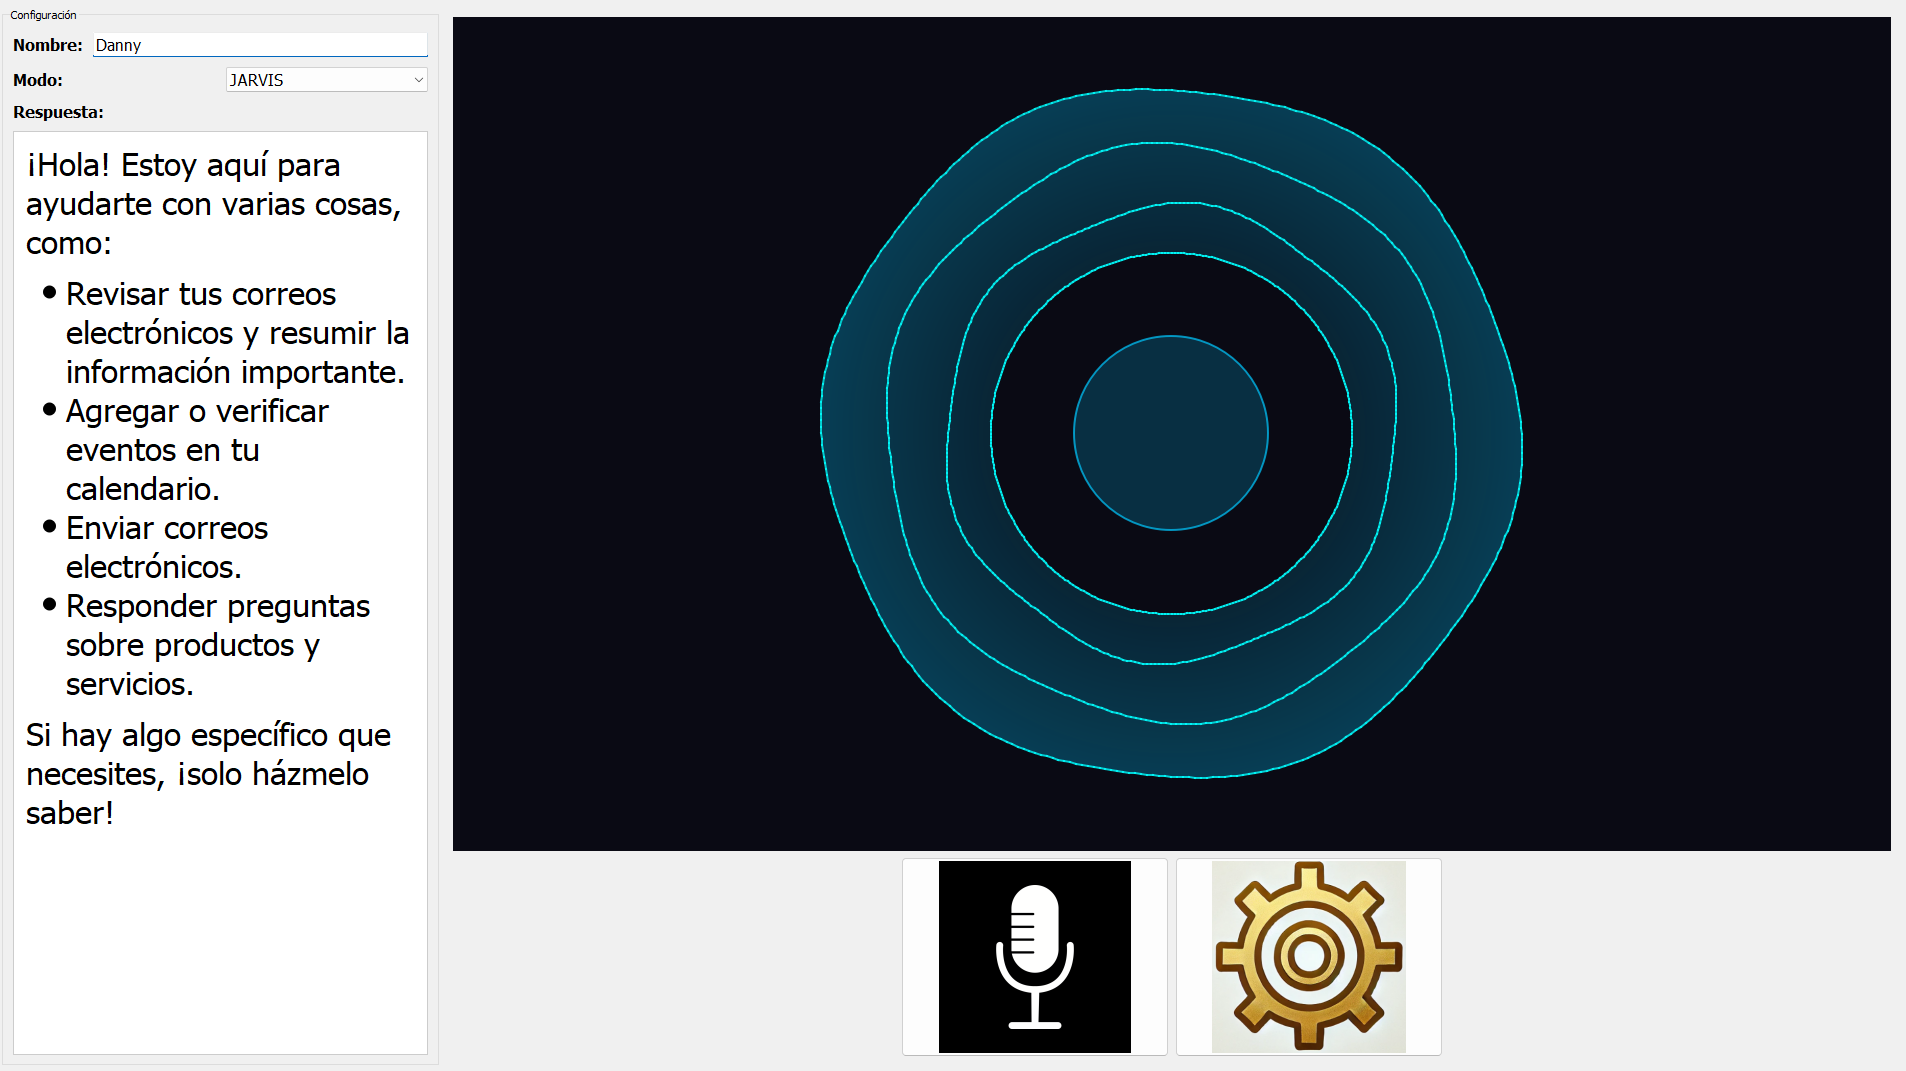 Configuración
Nombre: Danny
Modo: JARVIS
Respuesta:
¡Hola! Estoy aquí para
ayudarte con varias cosas,
como:
• Revisar tus correos
electrónicos y resumir la
información importante.
• Agregar o verificar
eventos en tu
calendario.
• Enviar correos
electrónicos.
• Responder preguntas
sobre productos y
servicios.
Si hay algo específico que
necesites, ¡solo házmelo
saber!